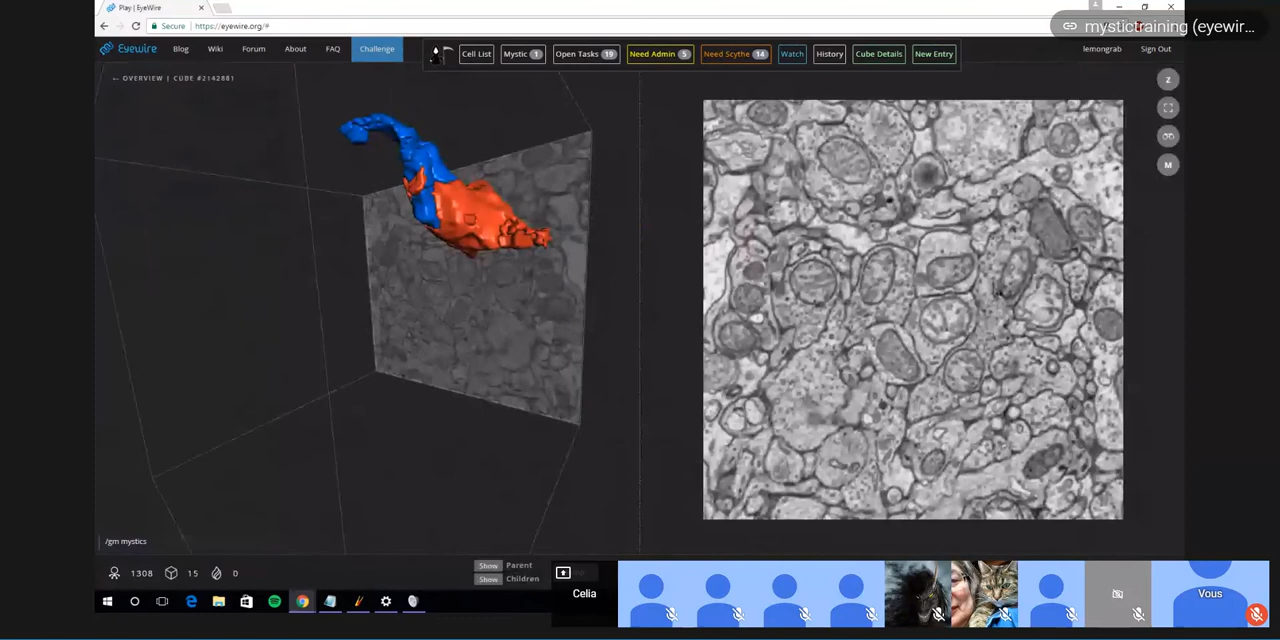 Play | EyeWire
Secure | https://eyewire.org/#
mystictraining (eyewir...
Eyewire
Blog
Wiki
Forum
About
FAQ
Challenge
Cell List
Mystic 1
Open Tasks 19
Need Admin 5
Need Scythe 14
Watch
History
Cube Details
New Entry
lemongrab
Sign Out
← OVERVIEW | CUBE #2142881
Z
M
/gm mystics
1308
15
0
Show Parent
Show Children
Celia
Vous